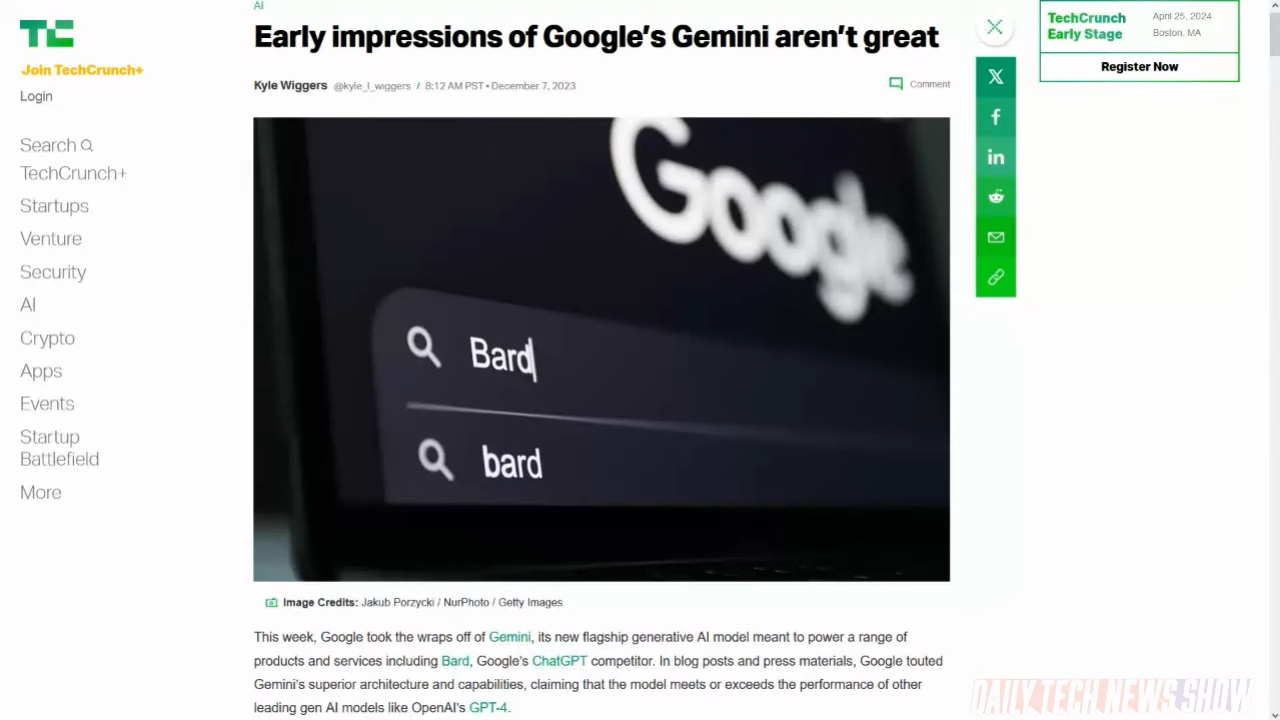 TC
Join TechCrunch+
Login
Search
TechCrunch+
Startups
Venture
Security
AI
Crypto
Apps
Events
Startup
Battlefield
More
AI
Early impressions of Google's Gemini aren't great
Kyle Wiggers @kyle_l_wiggers / 8:12 AM PST • December 7, 2023
Comment
Google
Bard
bard
Image Credits: Jakub Porzycki / NurPhoto / Getty Images
This week, Google took the wraps off of Gemini, its new flagship generative AI model meant to power a range of
products and services including Bard, Google's ChatGPT competitor. In blog posts and press materials, Google touted
Gemini's superior architecture and capabilities, claiming that the model meets or exceeds the performance of other
leading gen AI models like OpenAI's GPT-4.
X
f
in
TechCrunch
Early Stage
April 25, 2024
Boston, MA
Register Now
DAILY TECH NEWS SHOW